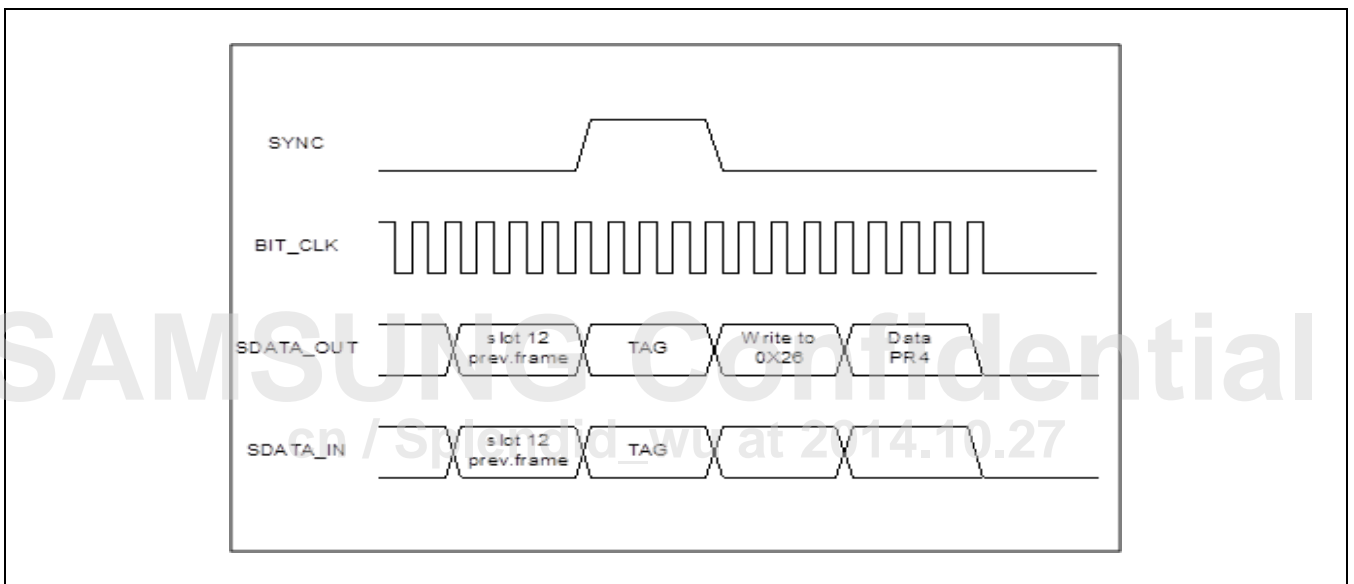 SYNC
BIT_CLK
SDATA_OUT
slot 12
prev.frame
TAG
Write to
0X26
Data
PR4
SAMSUNG Confidential
SDATA_IN
slot 12
prev.frame
TAG
cn / Splendid_wu at 2014.10.27